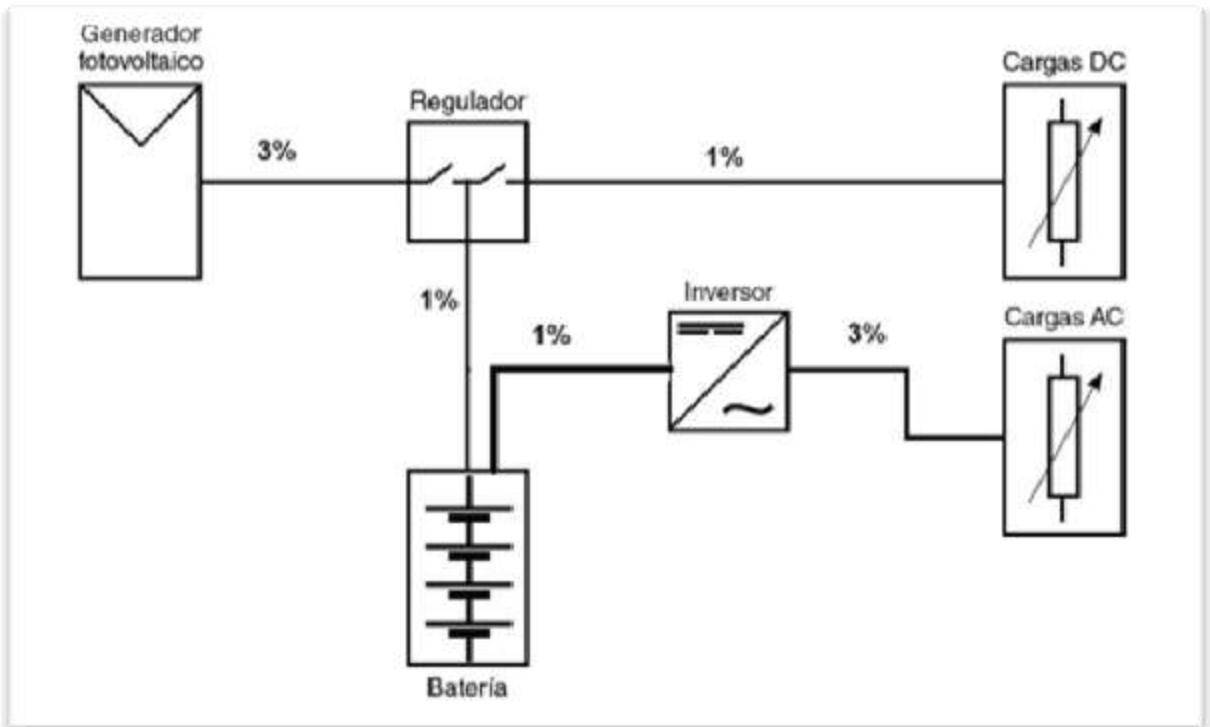 Generador
fotovoltaico
Cargas DC
Regulador
3%
1%
1%
Inversor
Cargas AC
1%
3%
Batería